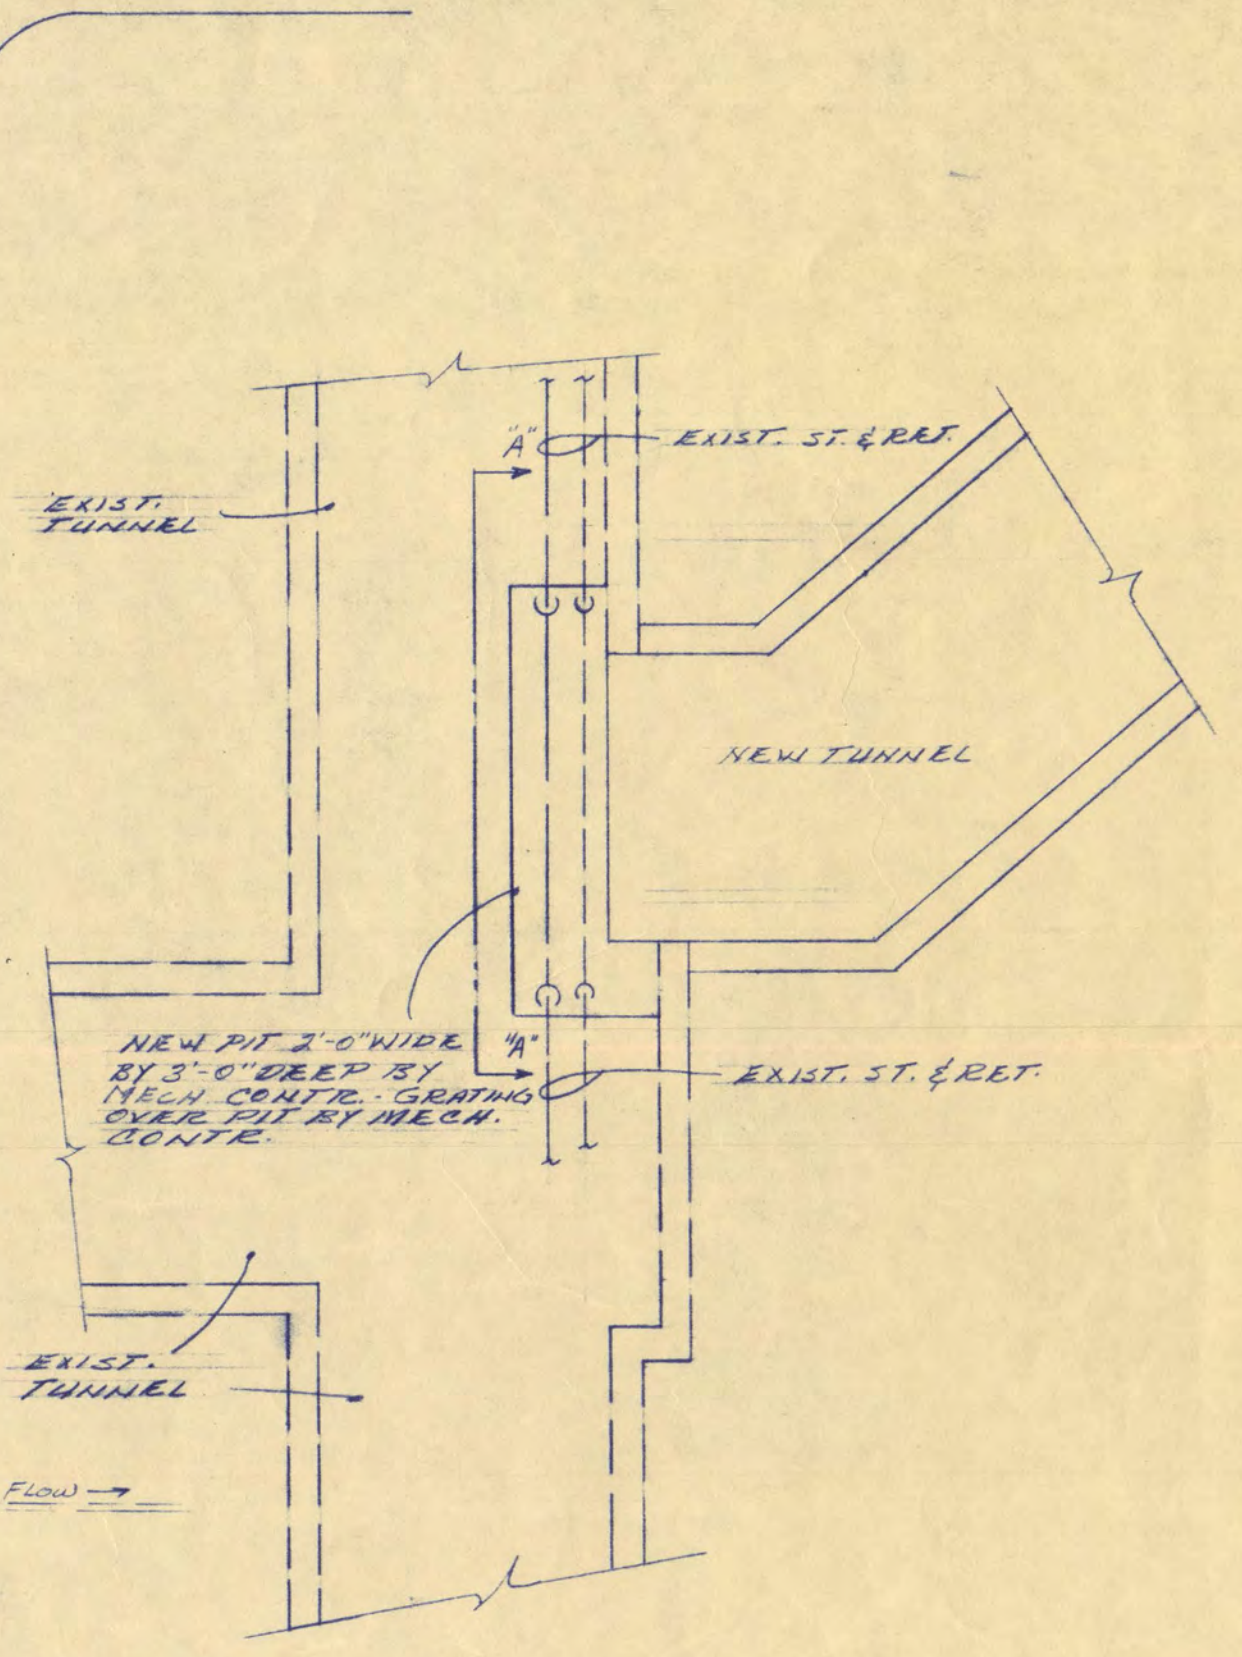 "A"
EXIST. ST. & RET.
EXIST.
TUNNEL
NEW TUNNEL
NEW PIT 2'-0" WIDE
BY 3'-0" DEEP BY
MECH CONTR. - GRATING
OVER PIT BY MECH.
CONTR.
"A"
EXIST. ST. & RET.
EXIST.
TUNNEL
FLOW →